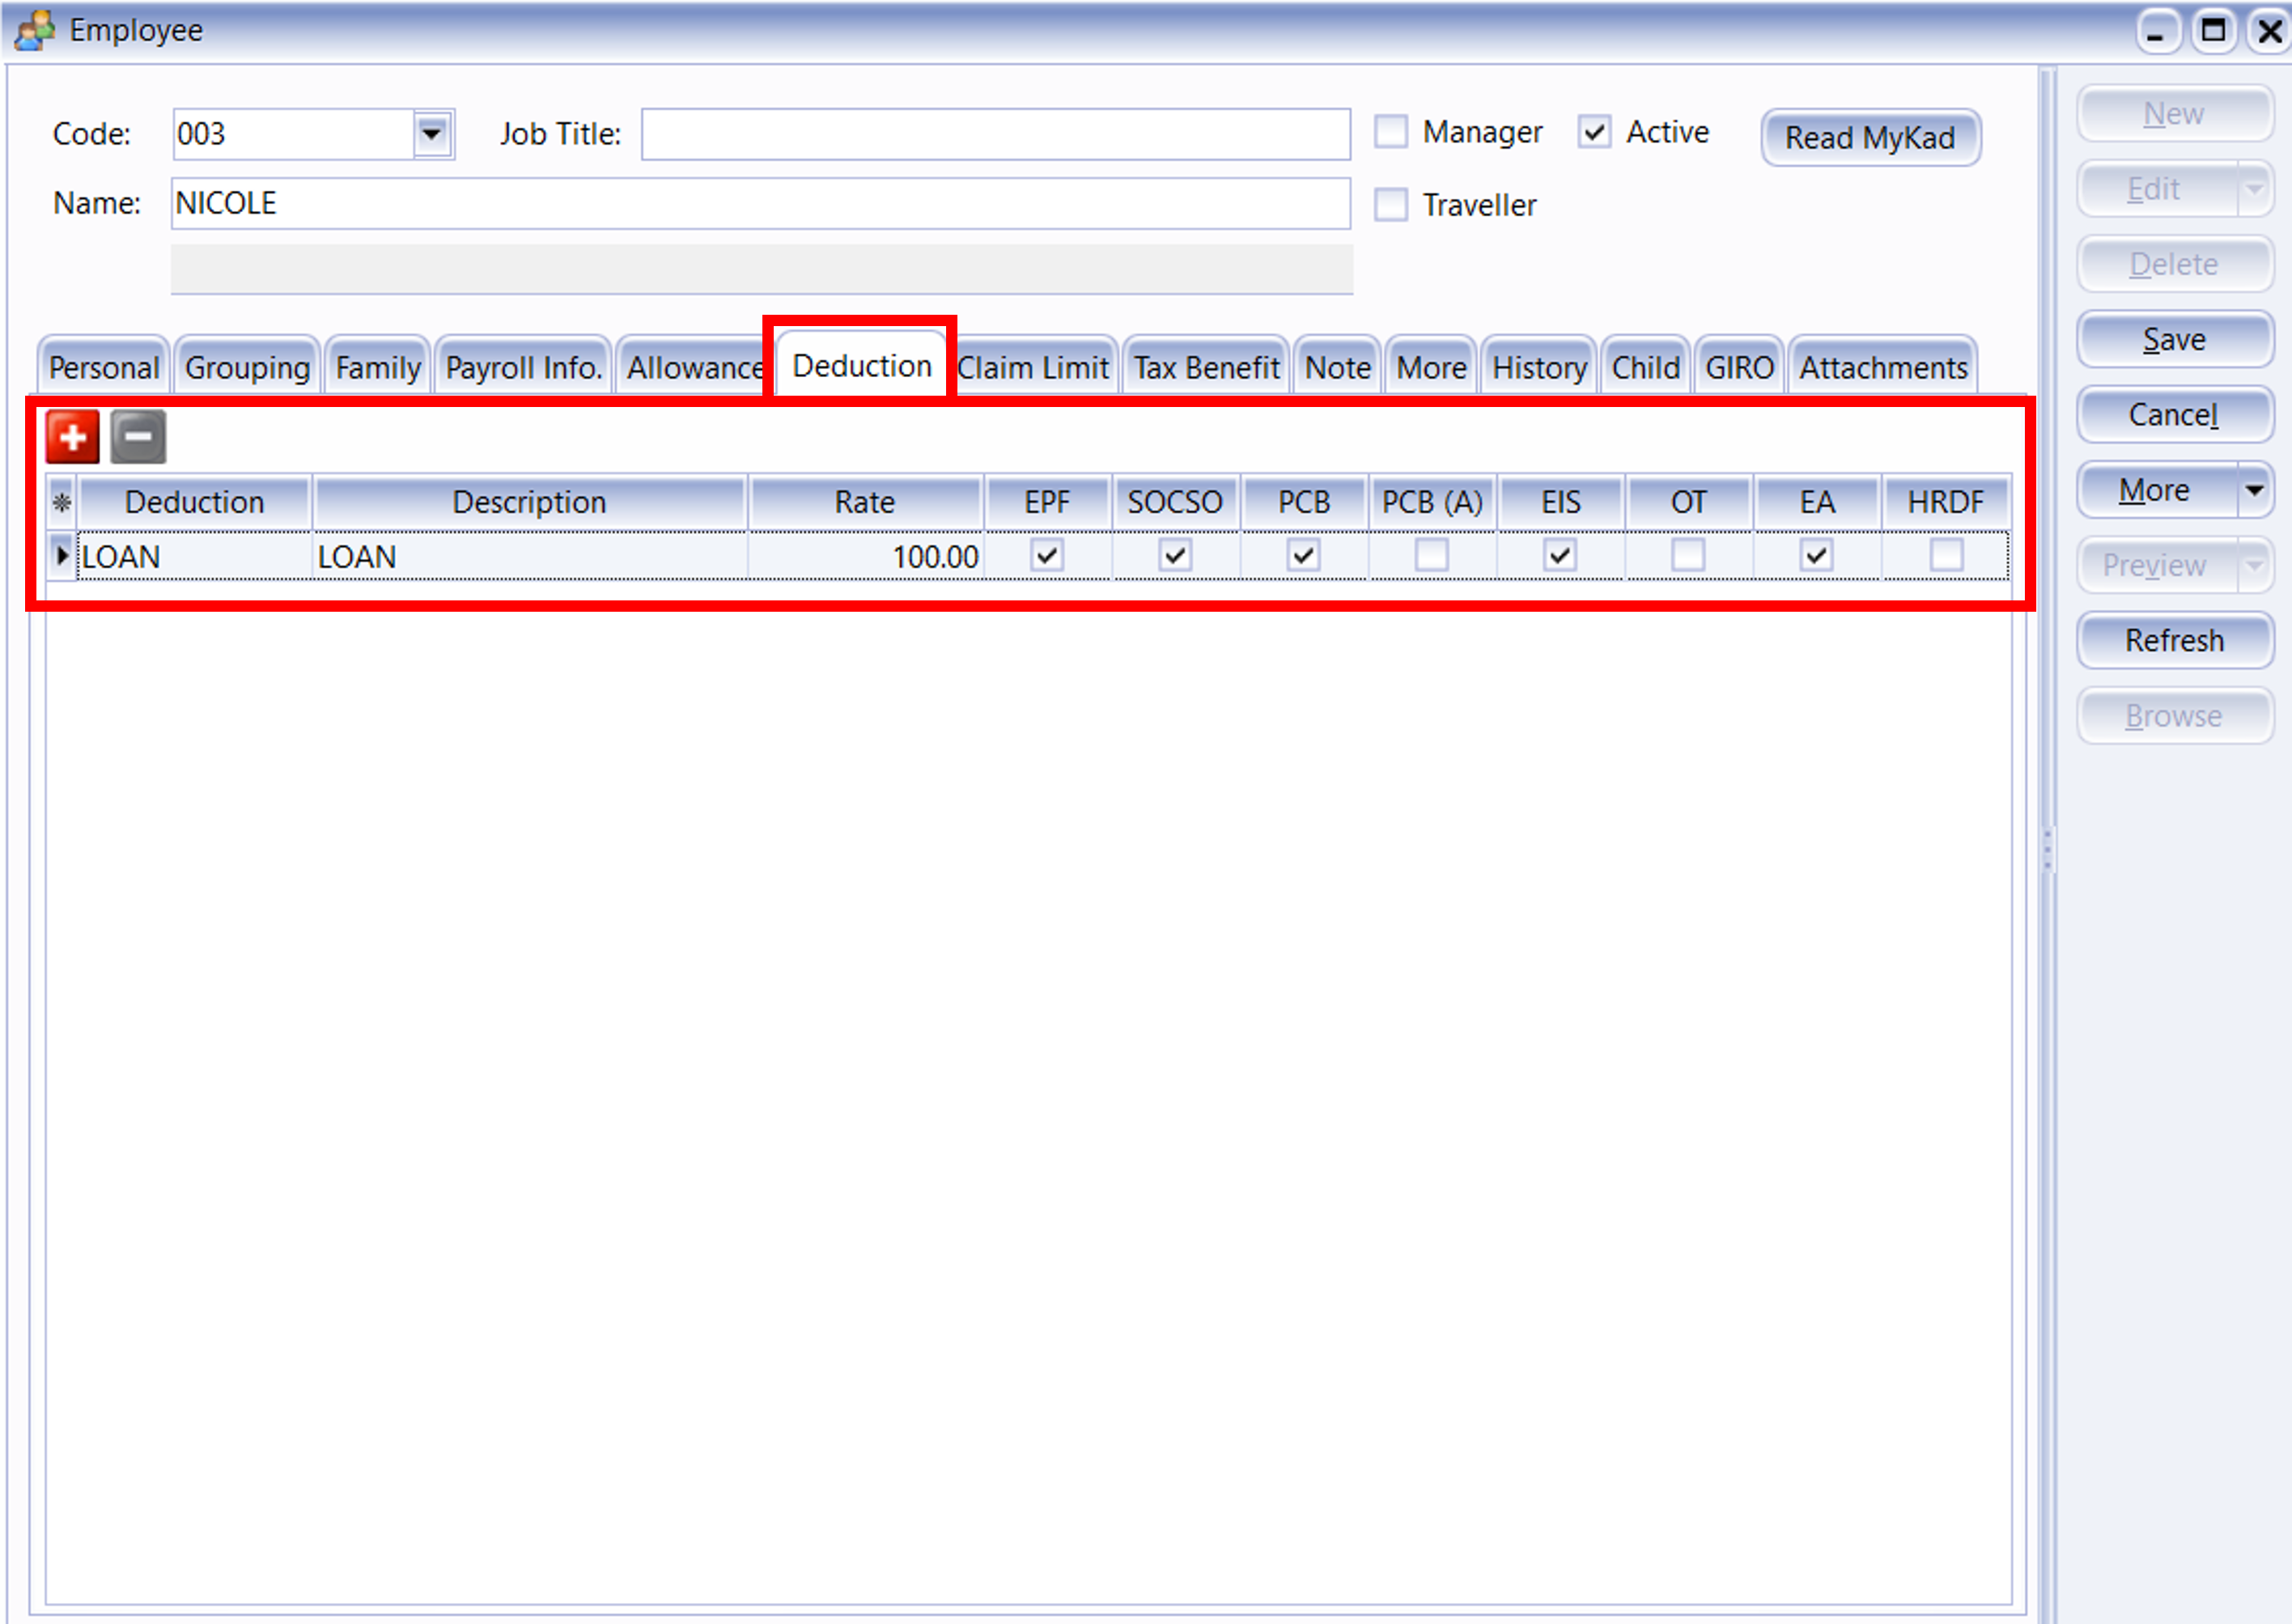 Employee
Code: 003 Job Title: Manager Active Read MyKad
Name: NICOLE Traveller
Personal Grouping Family Payroll Info. Allowance Deduction Claim Limit Tax Benefit Note More History Child GIRO Attachments
Deduction Description Rate EPF SOCSO PCB PCB (A) EIS OT EA HRDF
LOAN LOAN 100.00
New
Edit
Delete
Save
Cancel
More
Preview
Refresh
Browse